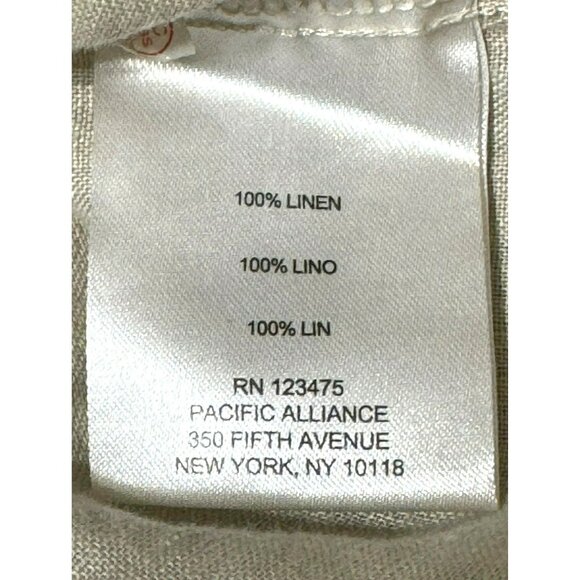 100% LINEN
100% LINO
100% LIN
RN 123475
PACIFIC ALLIANCE
350 FIFTH AVENUE
NEW YORK, NY 10118